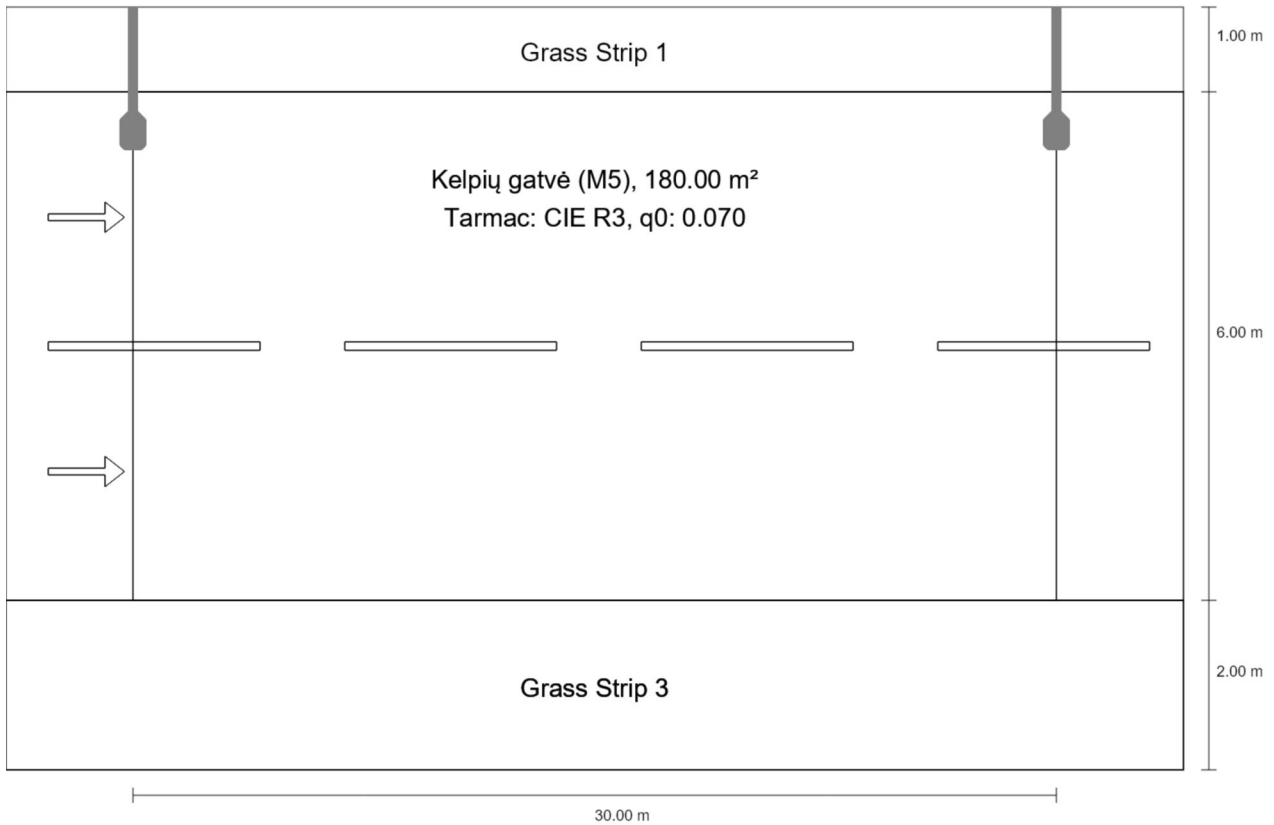 Grass Strip 1
1.00 m
Kelpių gatvė (M5), 180.00 m²
Tarmac: CIE R3, q0: 0.070
6.00 m
Grass Strip 3
2.00 m
30.00 m